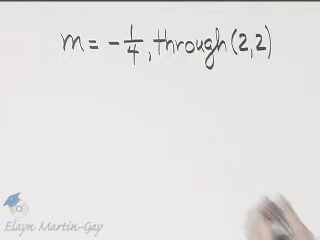 m = -1/4, through (2,2)
Elayn Martin-Gay